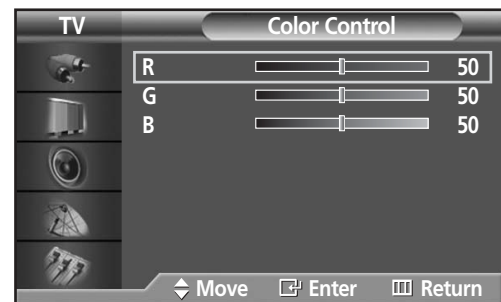 TV Color Control
R 50
G 50
B 50
Move Enter Return